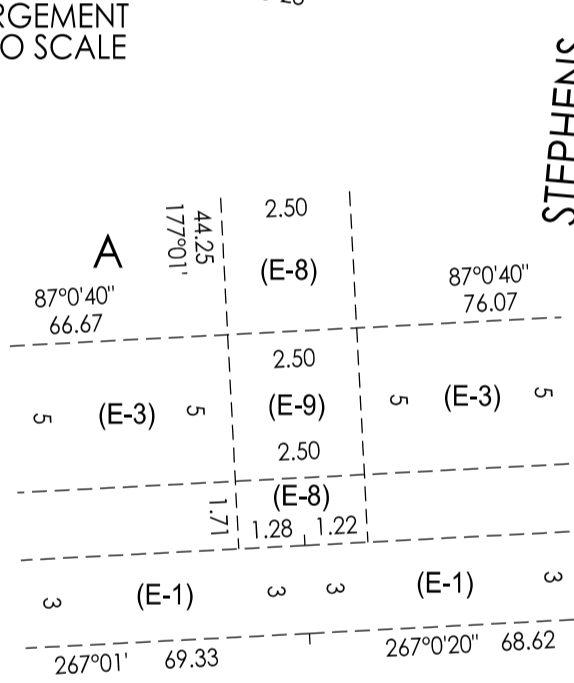 RGEMENT
O SCALE
STEPHENS
A
87°0'40"
66.67
177°01'
44.25
2.50
(E-8)
87°0'40"
76.07
5
(E-3)
5
2.50
(E-9)
2.50
5
(E-3)
5
1.71
(E-8)
1.28
1.22
3
(E-1)
3
3
(E-1)
3
267°01'
69.33
267°0'20"
68.62